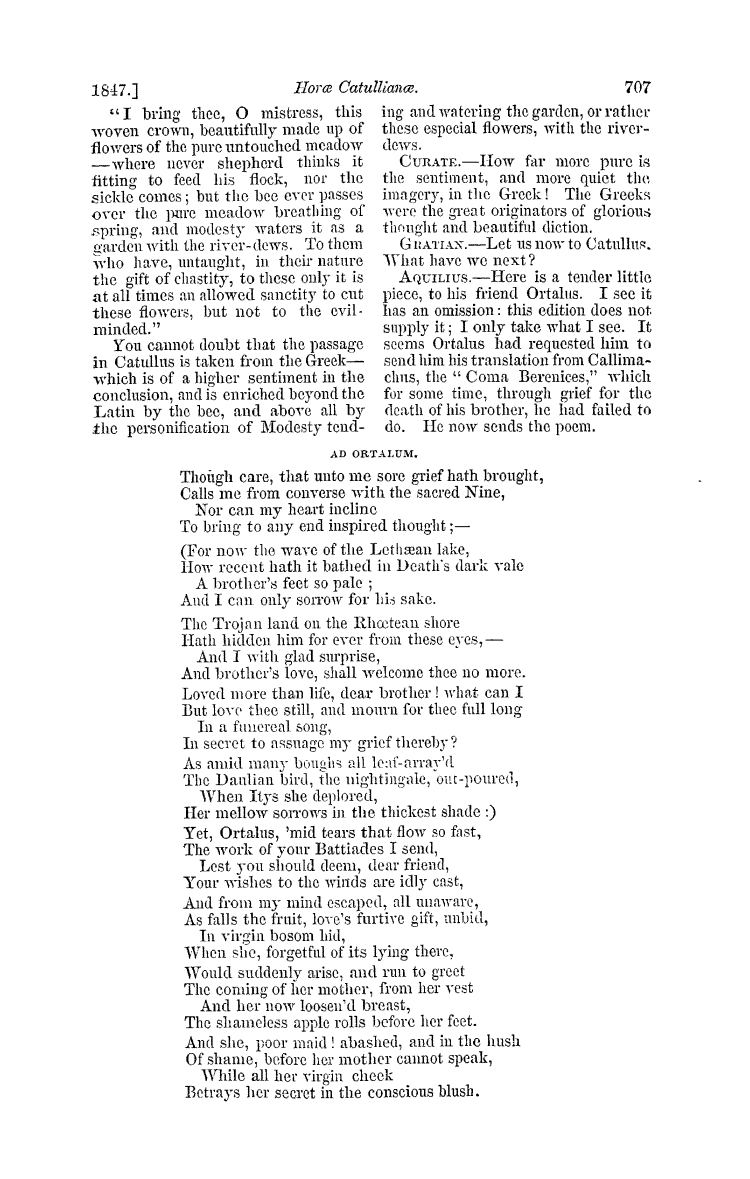 1847.] Horæ Catullianæ. 707
“I bring thee, O mistress, this
woven crown, beautifully made up of
flowers of the pure untouched meadow
—where never shepherd thinks it
fitting to feed his flock, nor the
sickle comes; but the bee ever passes
over the pure meadow breathing of
spring, and modesty waters it as a
garden with the river-dews. To them
who have, untaught, in their nature
the gift of chastity, to these only it is
at all times an allowed sanctity to cut
these flowers, but not to the evil-
minded.”
You cannot doubt that the passage
in Catullus is taken from the Greek—
which is of a higher sentiment in the
conclusion, and is enriched beyond the
Latin by the bee, and above all by
the personification of Modesty tend-
ing and watering the garden, or rather
these especial flowers, with the river-
dews.
CURATE.—How far more pure is
the sentiment, and more quiet the
imagery, in the Greek! The Greeks
were the great originators of glorious
thought and beautiful diction.
GRATIAN.—Let us now to Catullus.
What have we next?
AQUILIUS.—Here is a tender little
piece, to his friend Ortalus. I see it
has an omission: this edition does not
supply it; I only take what I see. It
seems Ortalus had requested him to
send him his translation from Callima-
chus, the “Coma Berenices,” which
for some time, through grief for the
death of his brother, he had failed to
do. He now sends the poem.
AD ORTALUM.
Though care, that unto me sore grief hath brought,
Calls me from converse with the sacred Nine,
Nor can my heart incline
To bring to any end inspired thought;—
(For now the wave of the Lethæan lake,
How recent hath it bathed in Death's dark vale
A brother's feet so pale;
And I can only sorrow for his sake.
The Trojan land on the Rhœtean shore
Hath hidden him for ever from these eyes,—
And I with glad surprise,
And brother's love, shall welcome thee no more.
Loved more than life, dear brother! what can I
But love thee still, and mourn for thee full long
In a funereal song,
In secret to assuage my grief thereby?
As amid many boughs all leaf-array'd
The Daulian bird, the nightingale, out-poured,
When Itys she deplored,
Her mellow sorrows in the thickest shade:)
Yet, Ortalus, 'mid tears that flow so fast,
The work of your Battiades I send,
Lest you should deem, dear friend,
Your wishes to the winds are idly cast,
And from my mind escaped, all unaware,
As falls the fruit, love's furtive gift, unbid,
In virgin bosom hid,
When she, forgetful of its lying there,
Would suddenly arise, and run to greet
The coming of her mother, from her vest
And her now loosen'd breast,
The shameless apple rolls before her feet.
And she, poor maid! abashed, and in the hush
Of shame, before her mother cannot speak,
While all her virgin cheek
Betrays her secret in the conscious blush.